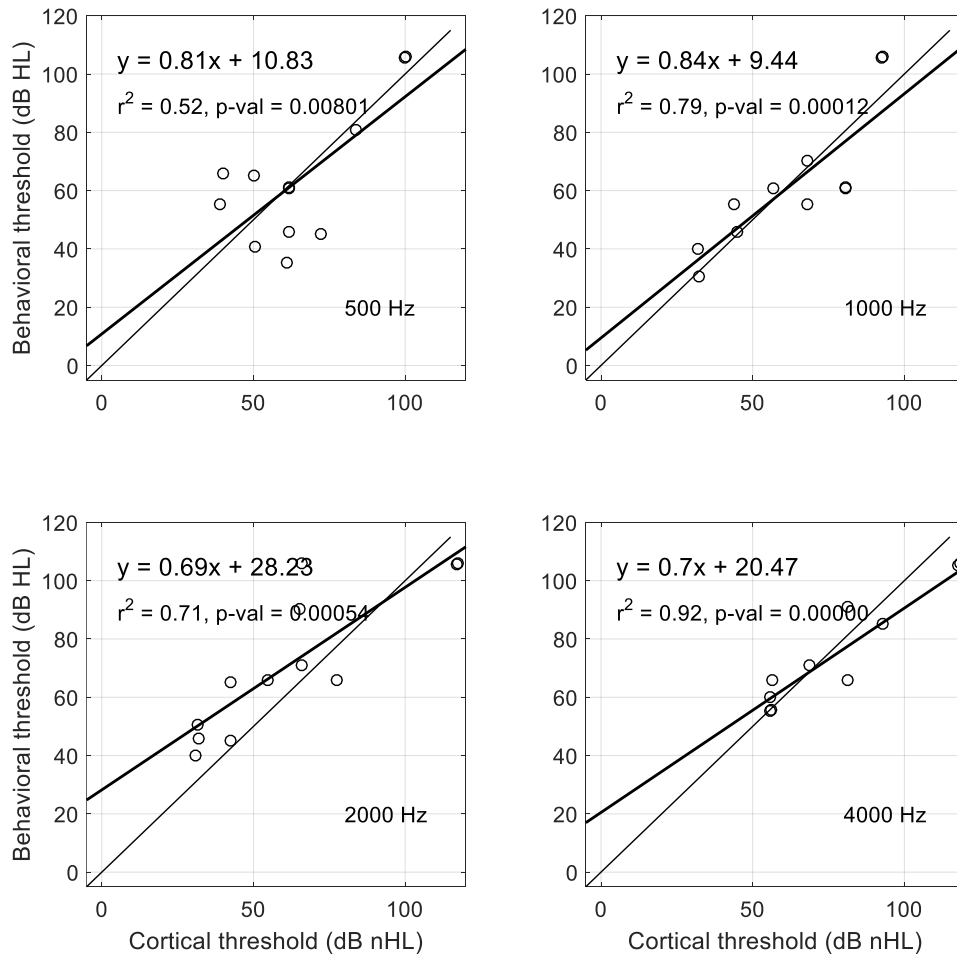 120
100
80
60
40
20
0
Behavioral threshold (dB HL)
y = 0.81x + 10.83
r² = 0.52, p-val = 0.00801
500 Hz
0 50 100
120
100
80
60
40
20
0
y = 0.84x + 9.44
r² = 0.79, p-val = 0.00012
1000 Hz
0 50 100
120
100
80
60
40
20
0
Behavioral threshold (dB HL)
y = 0.69x + 28.23
r² = 0.71, p-val = 0.00054
2000 Hz
0 50 100
Cortical threshold (dB nHL)
120
100
80
60
40
20
0
y = 0.7x + 20.47
r² = 0.92, p-val = 0.00000
4000 Hz
0 50 100
Cortical threshold (dB nHL)